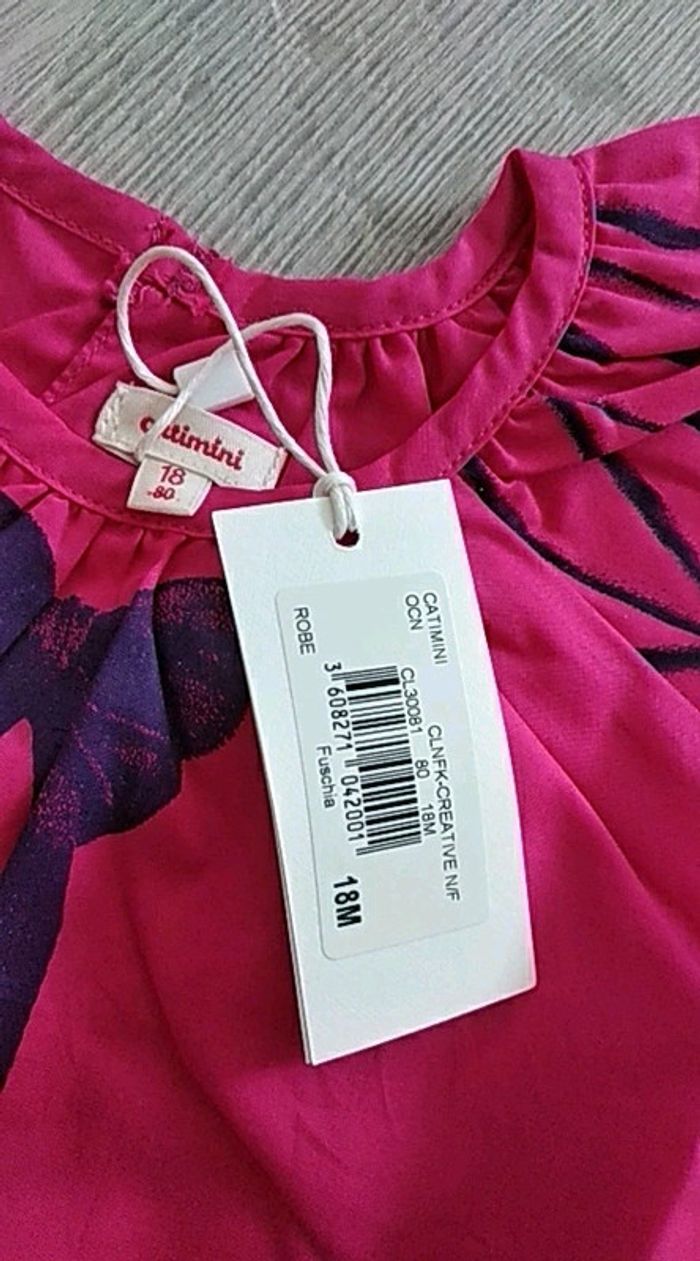 catimini
18
-80-
CATIMINI
CLNFK-CREATIVE N/F
OCN
CL30081 80 18M
ROBE
3 608271 042001
Fuschia
18M